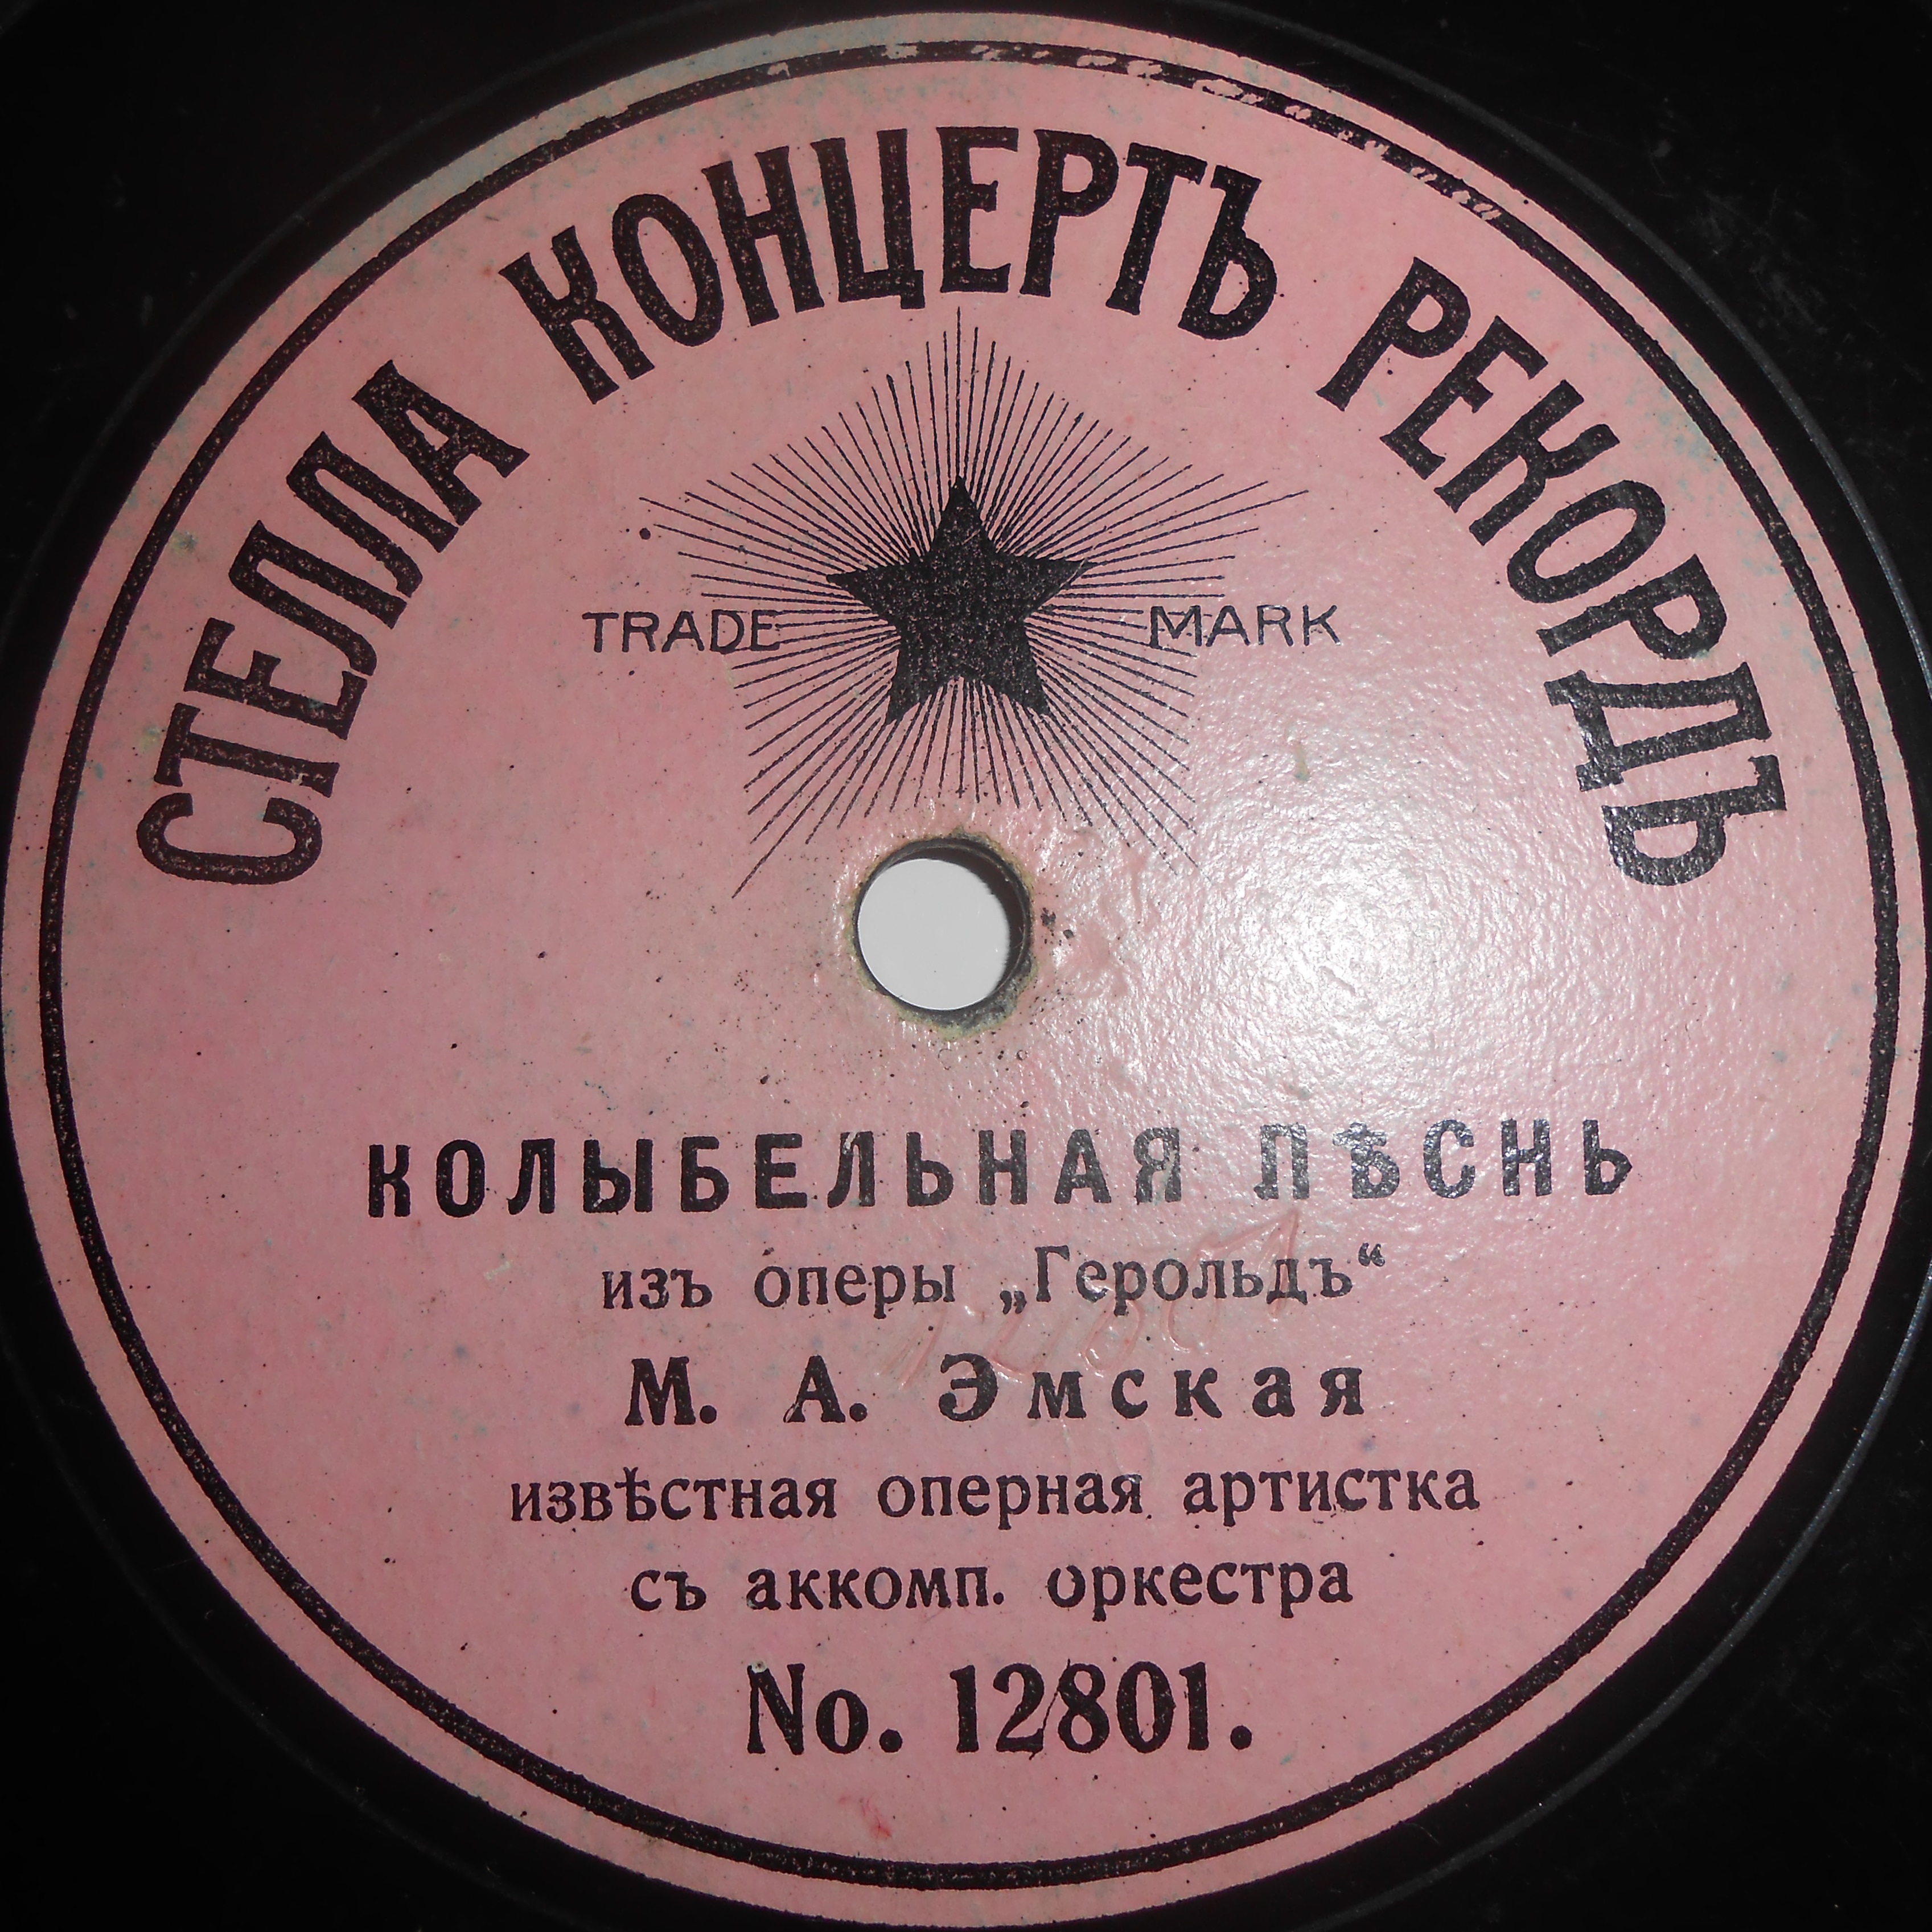 СТЕЛЛА КОНЦЕРТЪ РЕКОРДЪ
TRADE MARK
КОЛЫБЕЛЬНАЯ ПѢСНЬ
изъ оперы „Герольдъ“
М. А. Эмская
извѣстная оперная артистка
съ аккомп. оркестра
No. 12801.